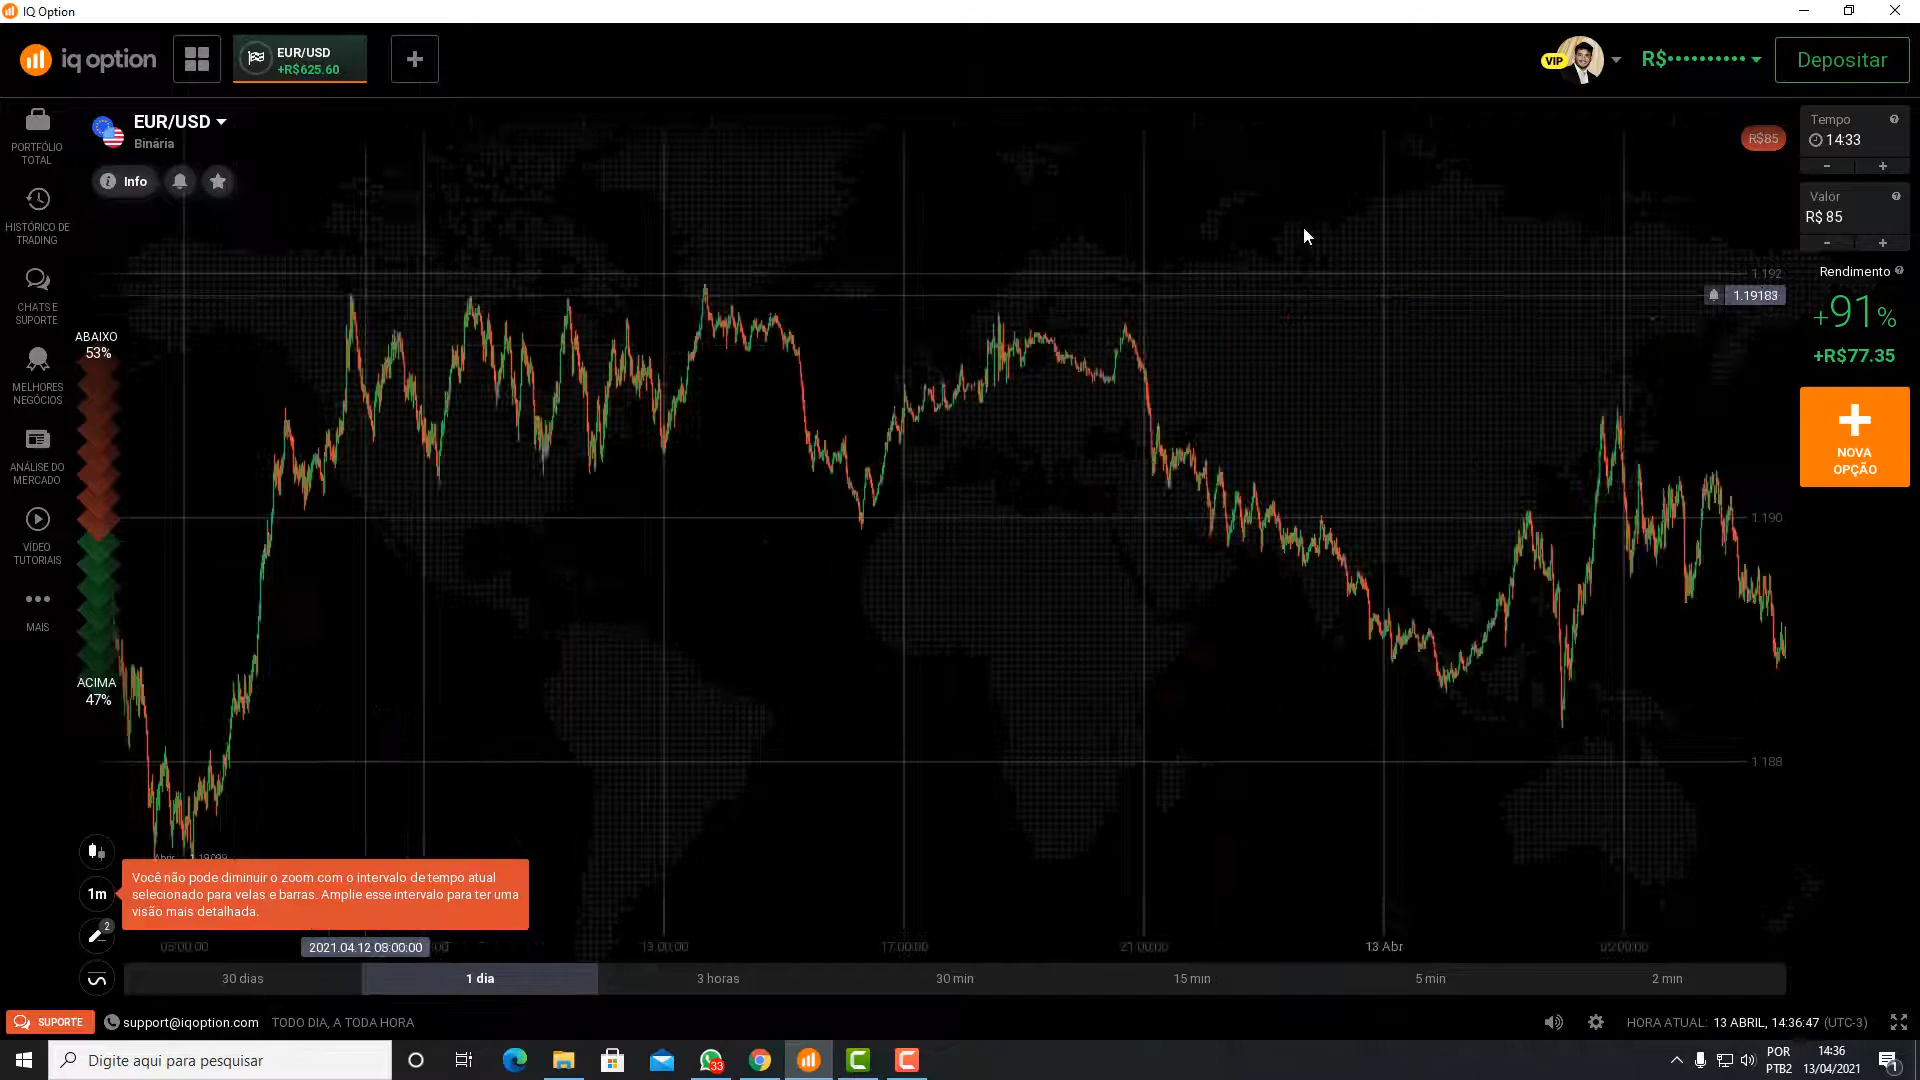 IQ Option
iq option
EUR/USD
+R$625.60
VIP
R$••••••••••
Depositar
EUR/USD
Binária
Info
PORTFÓLIO
TOTAL
HISTÓRICO DE
TRADING
CHATS E
SUPORTE
MELHORES
NEGÓCIOS
ANÁLISE DO
MERCADO
VÍDEO
TUTORIAIS
MAIS
ABAIXO
53%
ACIMA
47%
R$85
1.192
1.19183
1.190
1.188
Tempo
14:33
- +
Valor
R$ 85
- +
Rendimento
+91%
+R$77.35
NOVA
OPÇÃO
1m
2
Você não pode diminuir o zoom com o intervalo de tempo atual
selecionado para velas e barras. Amplie esse intervalo para ter uma
visão mais detalhada.
05:00:00 2021.04.12 08:00:00 13:00:00 17:00:00 21:00:00 13 Abr
30 dias 1 dia 3 horas 30 min 15 min 5 min 2 min
SUPORTE support@iqoption.com TODO DIA, A TODA HORA
HORA ATUAL: 13 ABRIL, 14:36:47 (UTC-3)
Digite aqui para pesquisar
33
POR
PTB2
14:36
13/04/2021
1